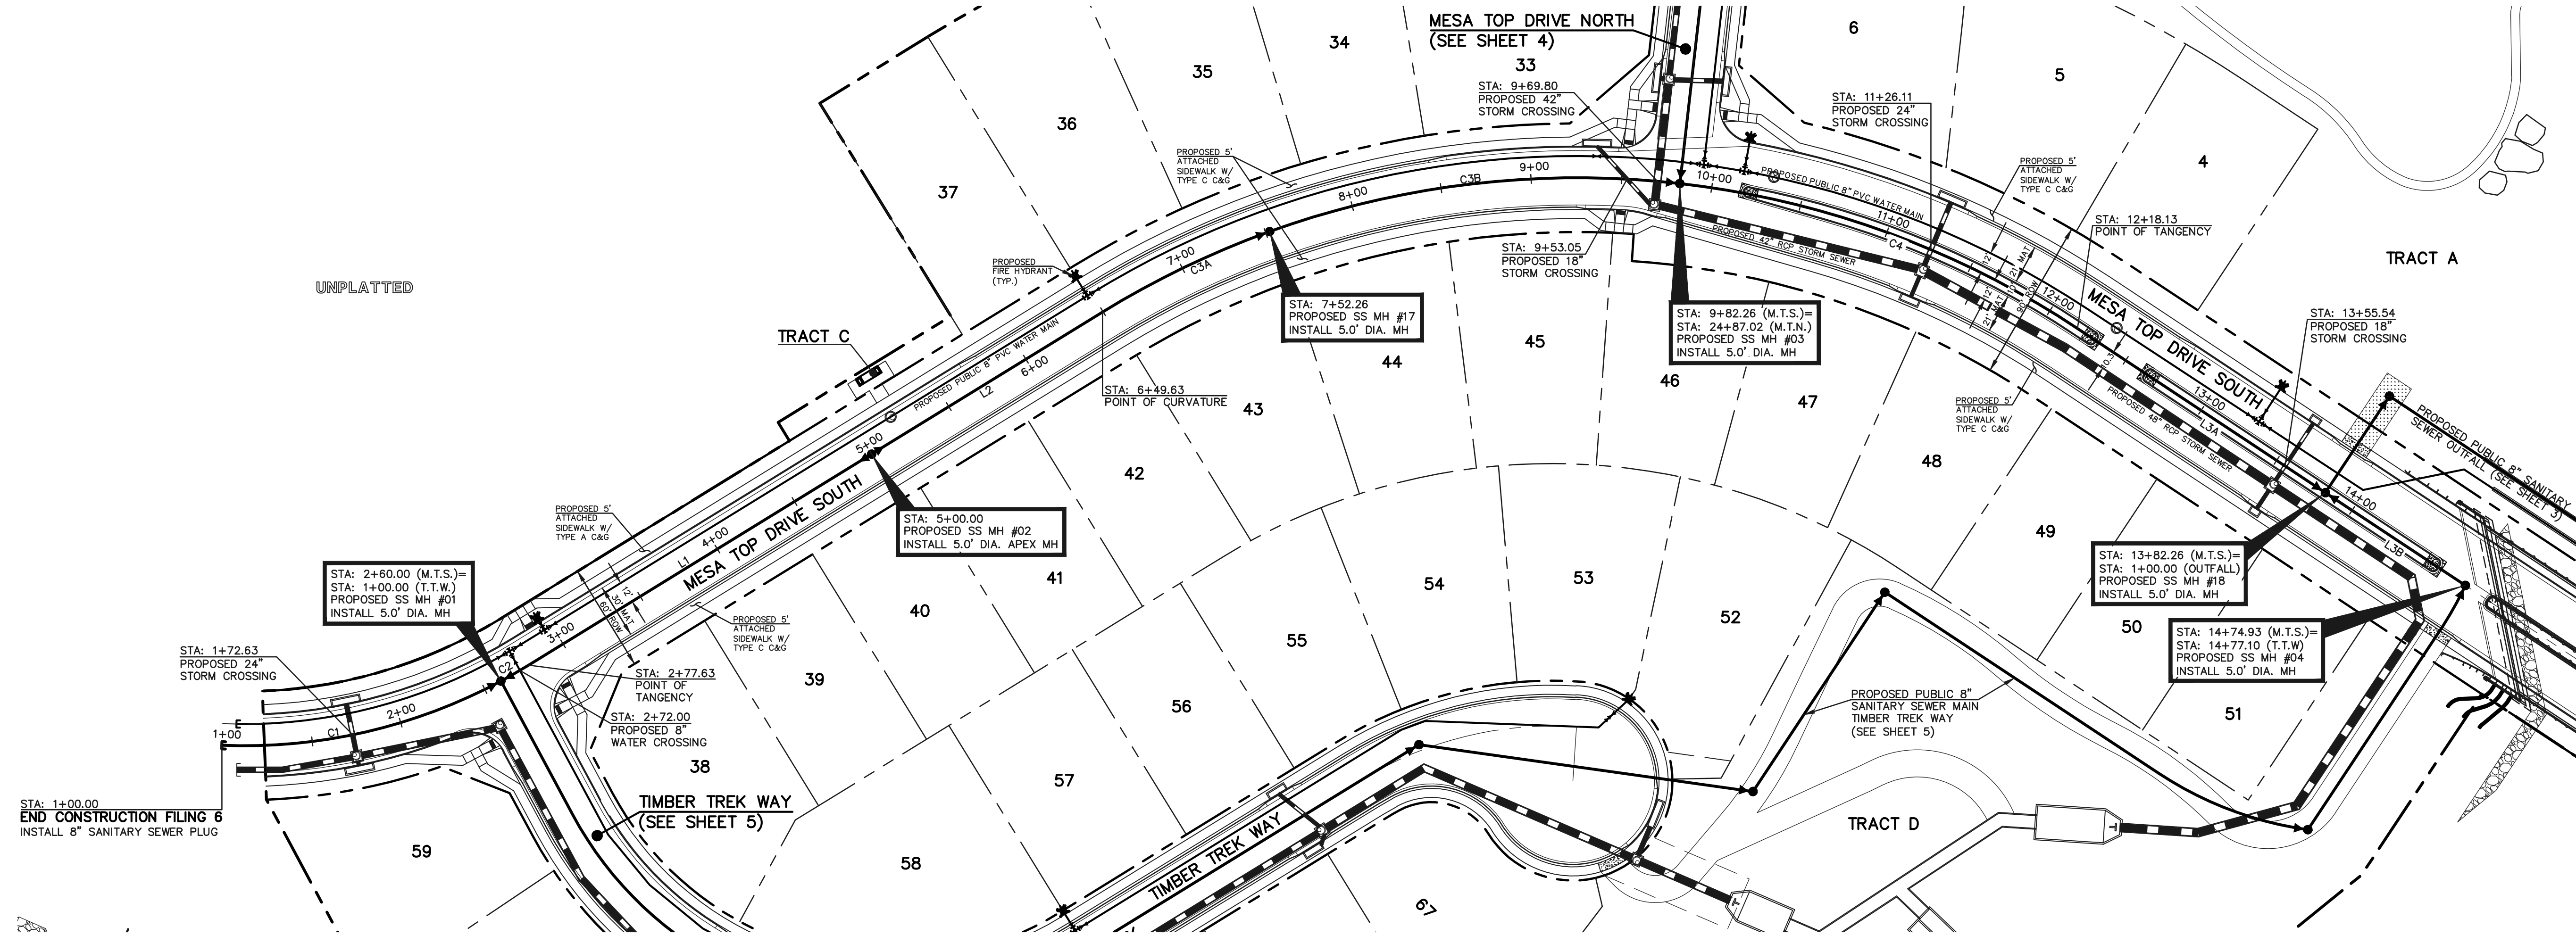 MESA TOP DRIVE NORTH
(SEE SHEET 4)
6
5
4
33
34
35
36
37
STA: 9+69.80
PROPOSED 42"
STORM CROSSING
STA: 11+26.11
PROPOSED 24"
STORM CROSSING
PROPOSED 5'
ATTACHED
SIDEWALK W/
TYPE C C&G
PROPOSED 5'
ATTACHED
SIDEWALK W/
TYPE C C&G
STA: 12+18.13
POINT OF TANGENCY
TRACT A
UNPLATTED
PROPOSED
FIRE HYDRANT
(TYP.)
7+00
C3A
8+00
C3B
9+00
10+00
PROPOSED PUBLIC 8" PVC WATER MAIN
11+00
C4
PROPOSED 42" RCP STORM SEWER
STA: 9+53.05
PROPOSED 18"
STORM CROSSING
12'
21' MAT
12'
21' MAT
90' ROW
12+00
10.3'
MESA TOP DRIVE SOUTH
STA: 13+55.54
PROPOSED 18"
STORM CROSSING
STA: 7+52.26
PROPOSED SS MH #17
INSTALL 5.0' DIA. MH
STA: 9+82.26 (M.T.S.)=
STA: 24+87.02 (M.T.N.)
PROPOSED SS MH #03
INSTALL 5.0' DIA. MH
TRACT C
PROPOSED PUBLIC 8" PVC WATER MAIN
6+00
L2
5+00
STA: 6+49.63
POINT OF CURVATURE
43
44
45
46
47
48
49
50
51
PROPOSED 5'
ATTACHED
SIDEWALK W/
TYPE C C&G
13+00
L3A
PROPOSED 48" RCP STORM SEWER
14+00
L3B
PROPOSED PUBLIC 8" SANITARY
SEWER OUTFALL (SEE SHEET 3)
PROPOSED 5'
ATTACHED
SIDEWALK W/
TYPE A C&G
4+00
L1
MESA TOP DRIVE SOUTH
STA: 5+00.00
PROPOSED SS MH #02
INSTALL 5.0' DIA. APEX MH
42
41
40
39
38
STA: 2+60.00 (M.T.S.)=
STA: 1+00.00 (T.T.W.)
PROPOSED SS MH #01
INSTALL 5.0' DIA. MH
12'
30' MAT
60' ROW
3+00
C2
PROPOSED 5'
ATTACHED
SIDEWALK W/
TYPE C C&G
STA: 13+82.26 (M.T.S.)=
STA: 1+00.00 (OUTFALL)
PROPOSED SS MH #18
INSTALL 5.0' DIA. MH
STA: 14+74.93 (M.T.S.)=
STA: 14+77.10 (T.T.W)
PROPOSED SS MH #04
INSTALL 5.0' DIA. MH
STA: 1+72.63
PROPOSED 24"
STORM CROSSING
STA: 2+77.63
POINT OF
TANGENCY
STA: 2+72.00
PROPOSED 8"
WATER CROSSING
1+00
C1
2+00
52
53
54
55
56
57
58
59
67
PROPOSED PUBLIC 8"
SANITARY SEWER MAIN
TIMBER TREK WAY
(SEE SHEET 5)
STA: 1+00.00
END CONSTRUCTION FILING 6
INSTALL 8" SANITARY SEWER PLUG
TIMBER TREK WAY
(SEE SHEET 5)
TIMBER TREK WAY
TRACT D